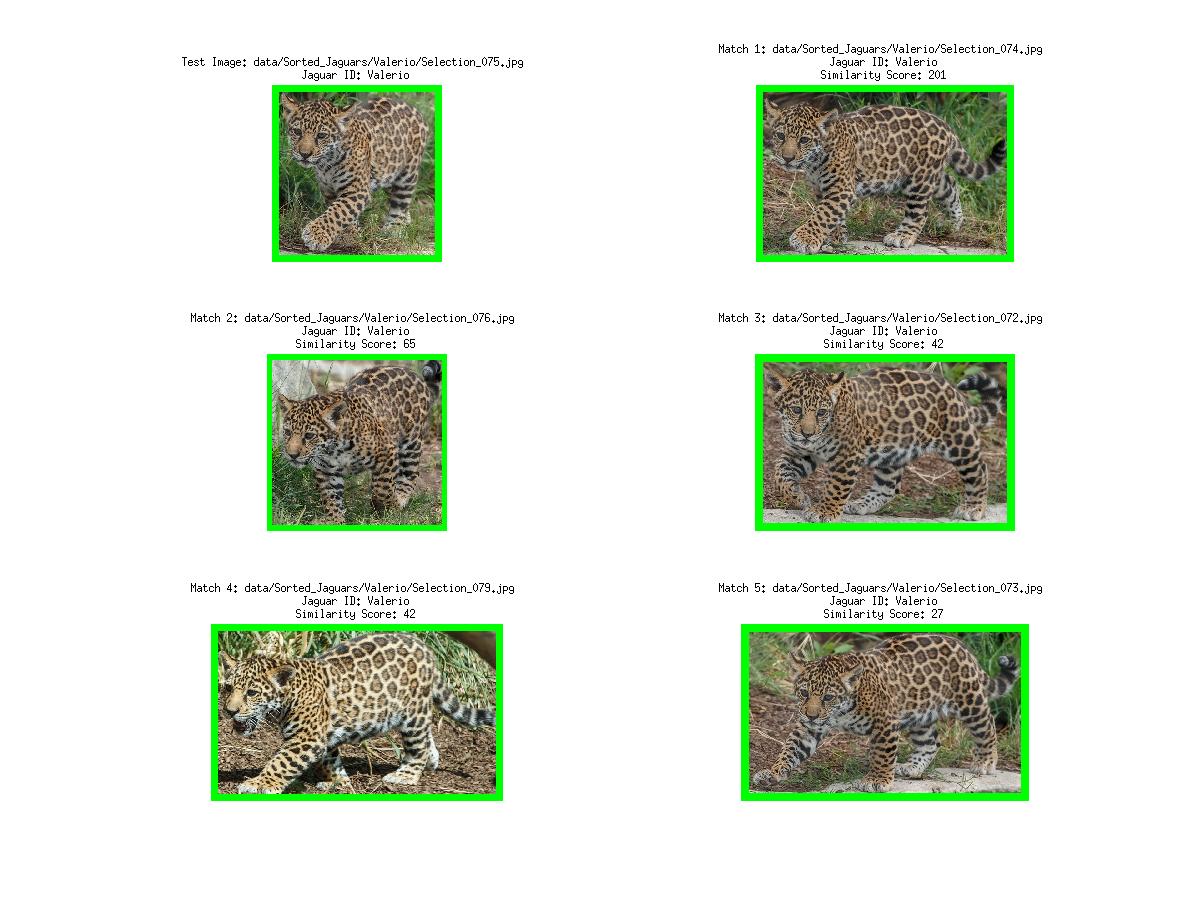 Test Image: data/Sorted_Jaguars/Valerio/Selection_075.jpg
Jaguar ID: Valerio
Match 1: data/Sorted_Jaguars/Valerio/Selection_074.jpg
Jaguar ID: Valerio
Similarity Score: 201
Match 2: data/Sorted_Jaguars/Valerio/Selection_076.jpg
Jaguar ID: Valerio
Similarity Score: 65
Match 3: data/Sorted_Jaguars/Valerio/Selection_072.jpg
Jaguar ID: Valerio
Similarity Score: 42
Match 4: data/Sorted_Jaguars/Valerio/Selection_079.jpg
Jaguar ID: Valerio
Similarity Score: 42
Match 5: data/Sorted_Jaguars/Valerio/Selection_073.jpg
Jaguar ID: Valerio
Similarity Score: 27